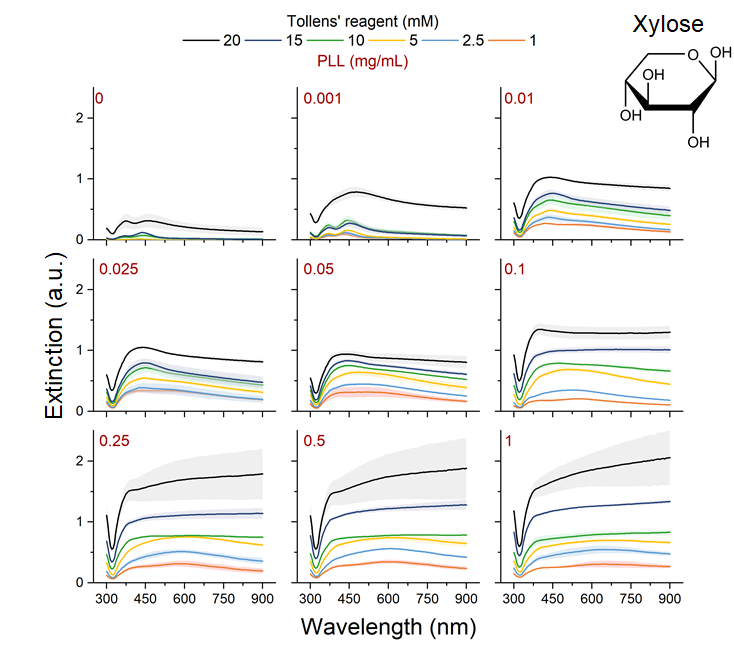 Tollens' reagent (mM)
20 15 10 5 2.5 1
PLL (mg/mL)
Xylose
O OH
OH
OH
OH
0 0.001 0.01
2
1
0
0.025 0.05 0.1
2
1
0
0.25 0.5 1
2
1
0
300 450 600 750 900 300 450 600 750 900 300 450 600 750 900
Extinction (a.u.)
Wavelength (nm)